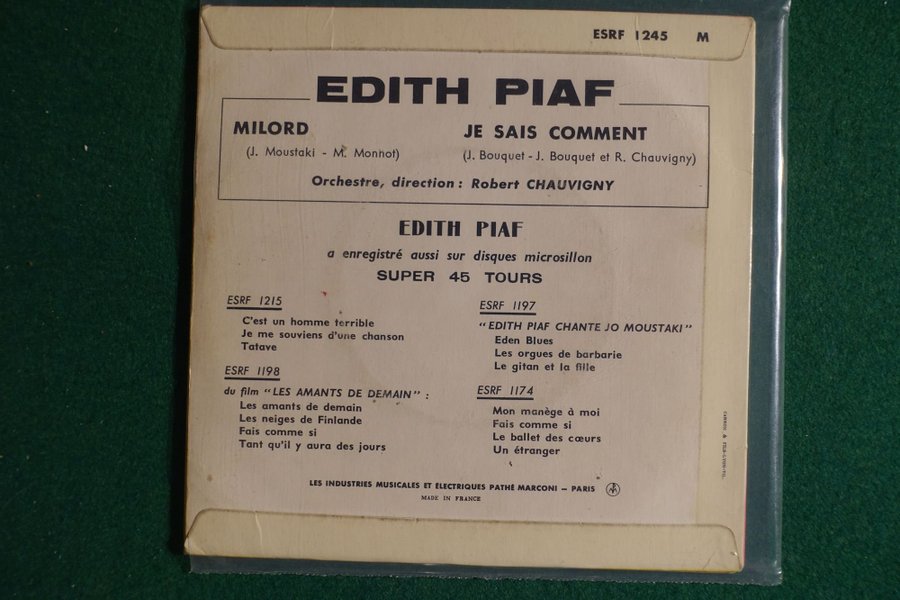 ESRF 1245 M
EDITH PIAF
MILORD
(J. Moustaki - M. Monnot)
JE SAIS COMMENT
(J. Bouquet - J. Bouquet et R. Chauvigny)
Orchestre, direction : Robert CHAUVIGNY
EDITH PIAF
a enregistré aussi sur disques microsillon
SUPER 45 TOURS
ESRF 1215
C'est un homme terrible
Je me souviens d'une chanson
Tatave
ESRF 1198
du film "LES AMANTS DE DEMAIN" :
Les amants de demain
Les neiges de Finlande
Fais comme si
Tant qu'il y aura des jours
ESRF 1197
"EDITH PIAF CHANTE JO MOUSTAKI"
Eden Blues
Les orgues de barbarie
Le gitan et la fille
ESRF 1174
Mon manège à moi
Fais comme si
Le ballet des cœurs
Un étranger
LES INDUSTRIES MUSICALES ET ÉLECTRIQUES PATHÉ MARCONI — PARIS
MADE IN FRANCE